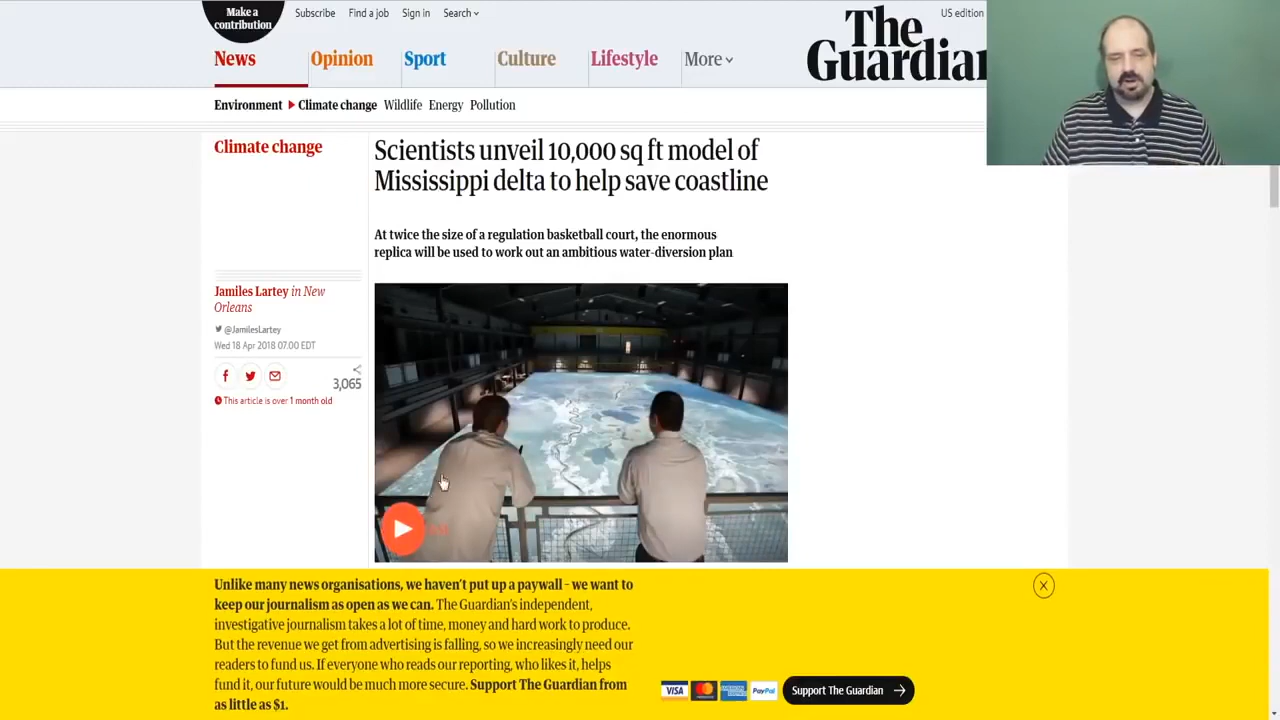 Make a
contribution
Subscribe Find a job Sign in Search
US edition
The
Guardian
News Opinion Sport Culture Lifestyle More
Environment Climate change Wildlife Energy Pollution
Climate change
Scientists unveil 10,000 sq ft model of
Mississippi delta to help save coastline
At twice the size of a regulation basketball court, the enormous
replica will be used to work out an ambitious water-diversion plan
Jamiles Lartey in New
Orleans
@JamilesLartey
Wed 18 Apr 2018 07.00 EDT
3,065
This article is over 1 month old
Unlike many news organisations, we haven't put up a paywall – we want to
keep our journalism as open as we can. The Guardian's independent,
investigative journalism takes a lot of time, money and hard work to produce.
But the revenue we get from advertising is falling, so we increasingly need our
readers to fund us. If everyone who reads our reporting, who likes it, helps
fund it, our future would be much more secure. Support The Guardian from
as little as $1.
VISA
PayPal
Support The Guardian